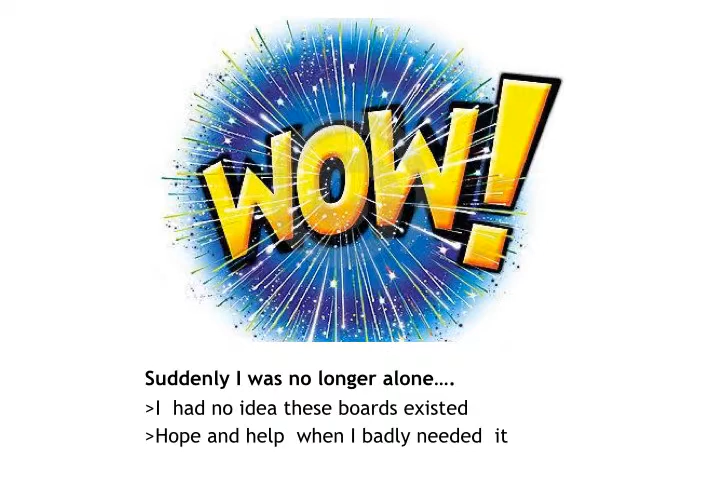 WOW!
Suddenly I was no longer alone….
>I  had no idea these boards existed
>Hope and help  when I badly needed  it